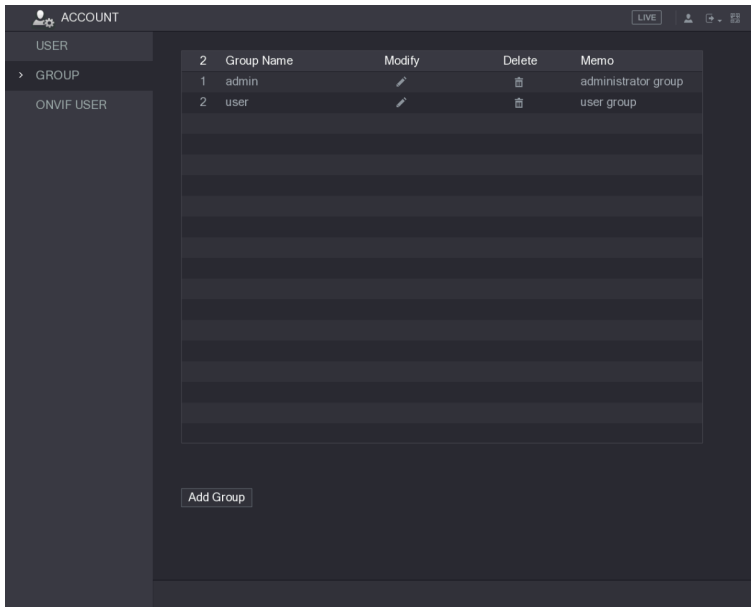 ACCOUNT
LIVE
USER
GROUP
ONVIF USER
2 Group Name Modify Delete Memo
1 admin administrator group
2 user user group
Add Group